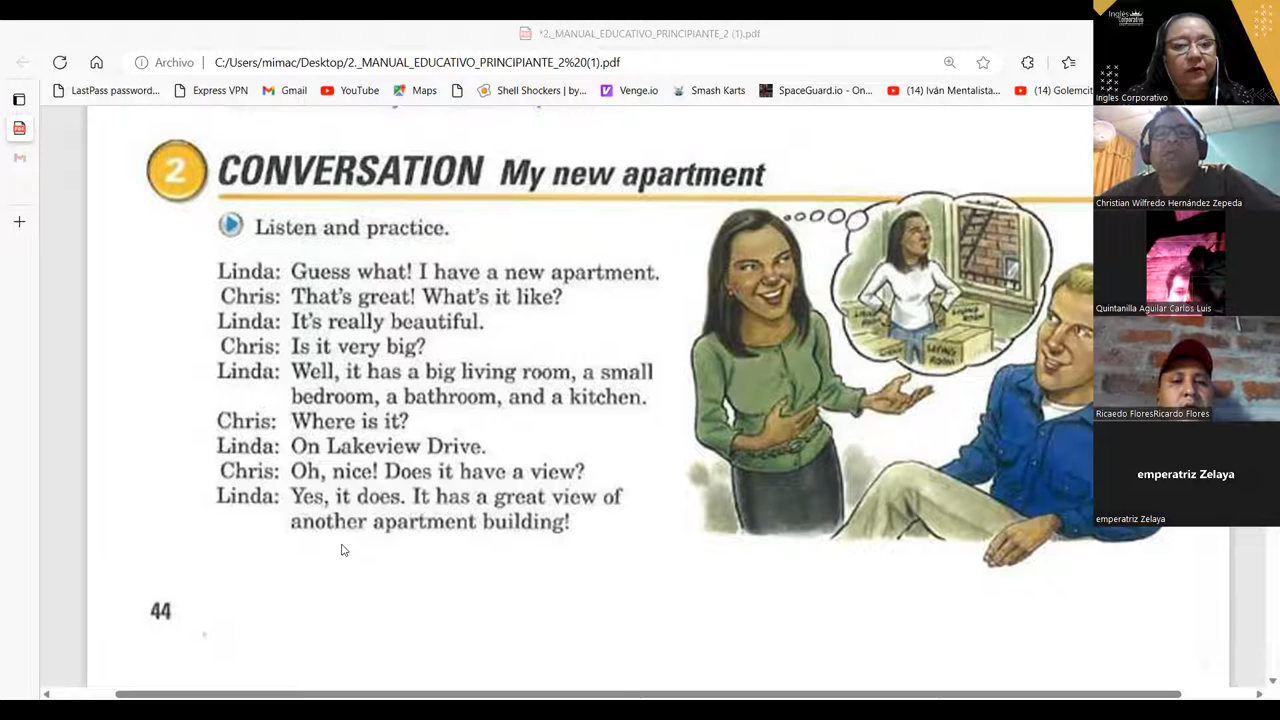 *2._MANUAL_EDUCATIVO_PRINCIPIANTE_2 (1).pdf
Archivo C:/Users/mimac/Desktop/2._MANUAL_EDUCATIVO_PRINCIPIANTE_2%20(1).pdf
LastPass password... Express VPN Gmail YouTube Maps Shell Shockers | by... Venge.io Smash Karts SpaceGuard.io - On... (14) Iván Mentalista... (14) Golemcit
2 CONVERSATION My new apartment
Listen and practice.
Linda: Guess what! I have a new apartment.
Chris: That's great! What's it like?
Linda: It's really beautiful.
Chris: Is it very big?
Linda: Well, it has a big living room, a small
bedroom, a bathroom, and a kitchen.
Chris: Where is it?
Linda: On Lakeview Drive.
Chris: Oh, nice! Does it have a view?
Linda: Yes, it does. It has a great view of
another apartment building!
LIVING
ROOM
44
Inglés
Corporativo
Ingles Corporativo
Christian Wilfredo Hernández Zepeda
Quintanilla Aguilar Carlos Luis
Ricaedo FloresRicardo Flores
emperatriz Zelaya
emperatriz Zelaya